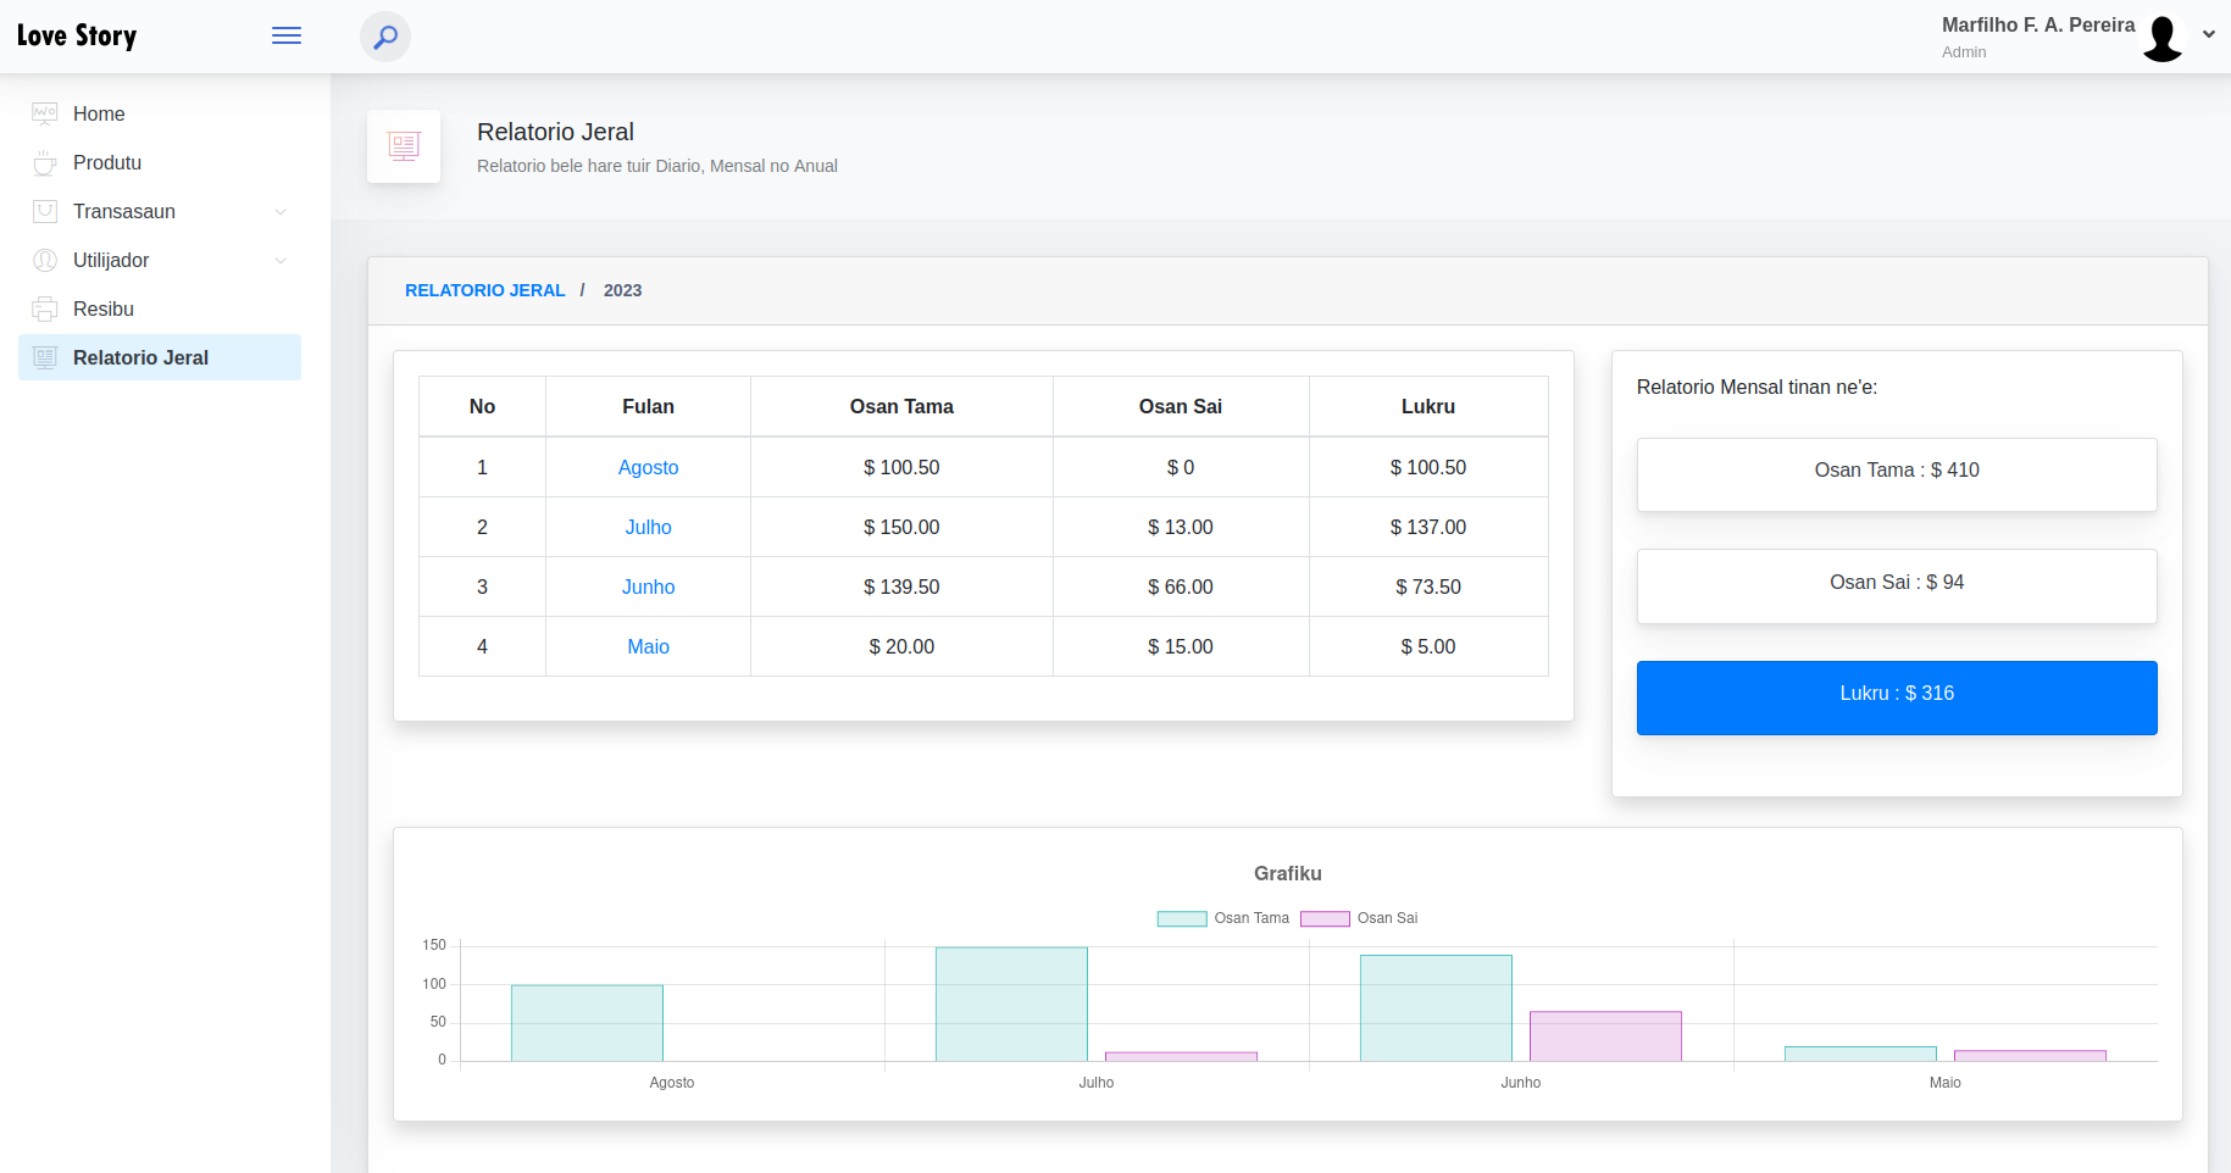 Love Story
Marfilho F. A. Pereira
Admin
Home
Produtu
Transasaun
Utilijador
Resibu
Relatorio Jeral
Relatorio Jeral
Relatorio bele hare tuir Diario, Mensal no Anual
RELATORIO JERAL / 2023
No Fulan Osan Tama Osan Sai Lukru
1 Agosto $ 100.50 $ 0 $ 100.50
2 Julho $ 150.00 $ 13.00 $ 137.00
3 Junho $ 139.50 $ 66.00 $ 73.50
4 Maio $ 20.00 $ 15.00 $ 5.00
Relatorio Mensal tinan ne'e:
Osan Tama : $ 410
Osan Sai : $ 94
Lukru : $ 316
Grafiku
Osan Tama Osan Sai
150
100
50
0
Agosto Julho Junho Maio